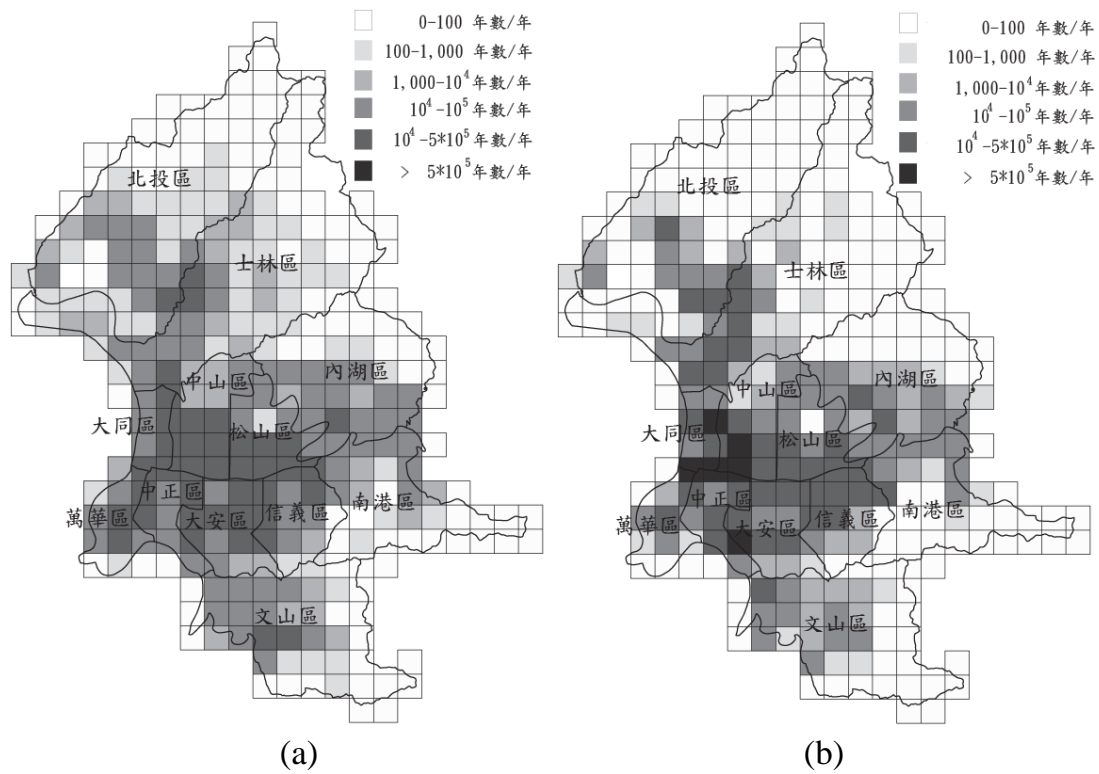 0-100 年數/年
100-1,000 年數/年
1,000-10⁴ 年數/年
10⁴-10⁵ 年數/年
10⁴-5*10⁵ 年數/年
> 5*10⁵ 年數/年
北投區
士林區
中山區
內湖區
大同區
松山區
中正區
萬華區
大安區
信義區
南港區
文山區
(a)
0-100 年數/年
100-1,000 年數/年
1,000-10⁴ 年數/年
10⁴-10⁵ 年數/年
10⁴-5*10⁵ 年數/年
> 5*10⁵ 年數/年
北投區
士林區
中山區
內湖區
大同區
松山區
中正區
萬華區
大安區
信義區
南港區
文山區
(b)